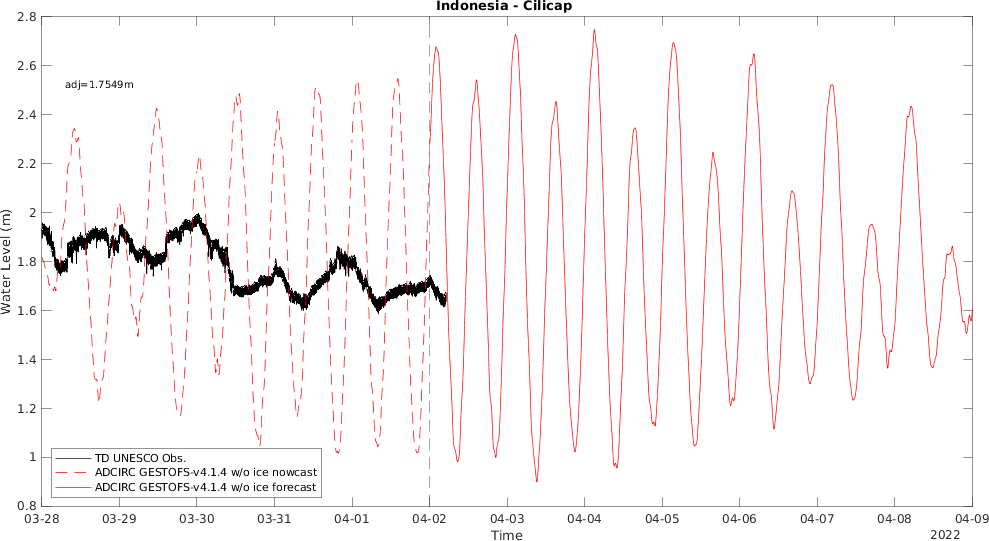 Indonesia - Cilicap
adj=1.7549m
Water Level (m)
2.8
2.6
2.4
2.2
2
1.8
1.6
1.4
1.2
1
0.8
TD UNESCO Obs.
ADCIRC GESTOFS-v4.1.4 w/o ice nowcast
ADCIRC GESTOFS-v4.1.4 w/o ice forecast
03-28 03-29 03-30 03-31 04-01 04-02 04-03 04-04 04-05 04-06 04-07 04-08 04-09
Time
2022